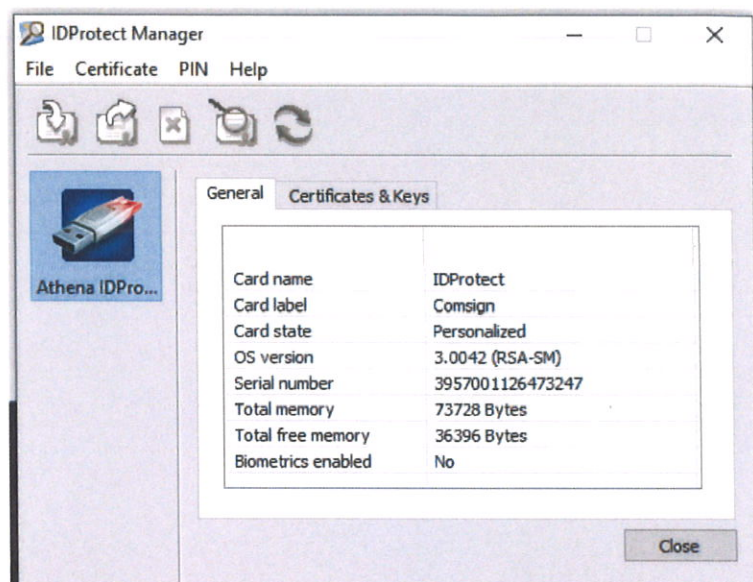 IDProtect Manager
File Certificate PIN Help
Athena IDPro...
General Certificates & Keys
Card name IDProtect
Card label Comsign
Card state Personalized
OS version 3.0042 (RSA-SM)
Serial number 3957001126473247
Total memory 73728 Bytes
Total free memory 36396 Bytes
Biometrics enabled No
Close